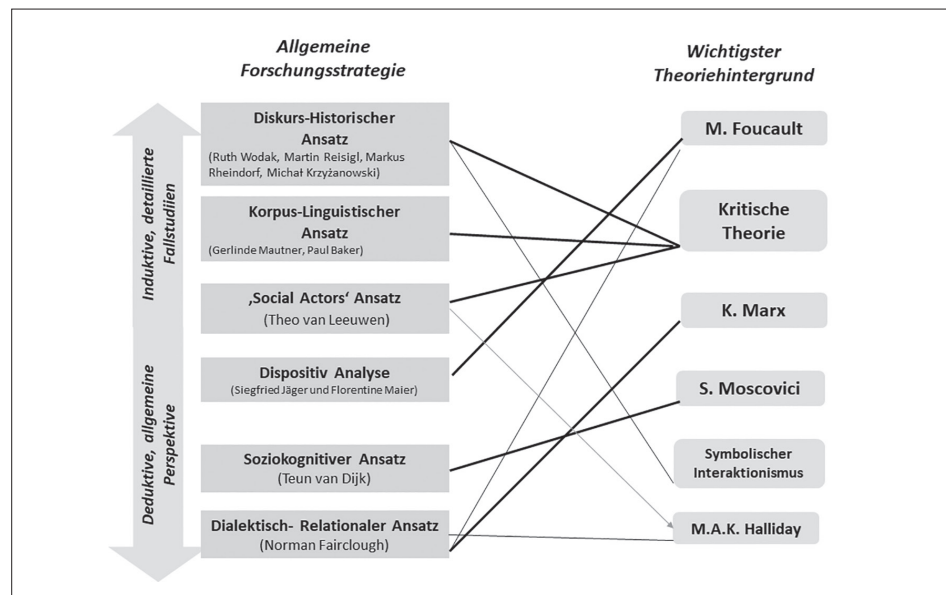 Allgemeine
Forschungsstrategie
Wichtigster
Theoriehintergrund
Induktive, detaillierte
Fallstudiien
Deduktive, allgemeine
Perspektive
Diskurs-Historischer
Ansatz
(Ruth Wodak, Martin Reisigl, Markus
Rheindorf, Michał Krzyżanowski)
Korpus-Linguistischer
Ansatz
(Gerlinde Mautner, Paul Baker)
‚Social Actors‘ Ansatz
(Theo van Leeuwen)
Dispositiv Analyse
(Siegfried Jäger und Florentine Maier)
Soziokognitiver Ansatz
(Teun van Dijk)
Dialektisch- Relationaler Ansatz
(Norman Fairclough)
M. Foucault
Kritische
Theorie
K. Marx
S. Moscovici
Symbolischer
Interaktionismus
M.A.K. Halliday